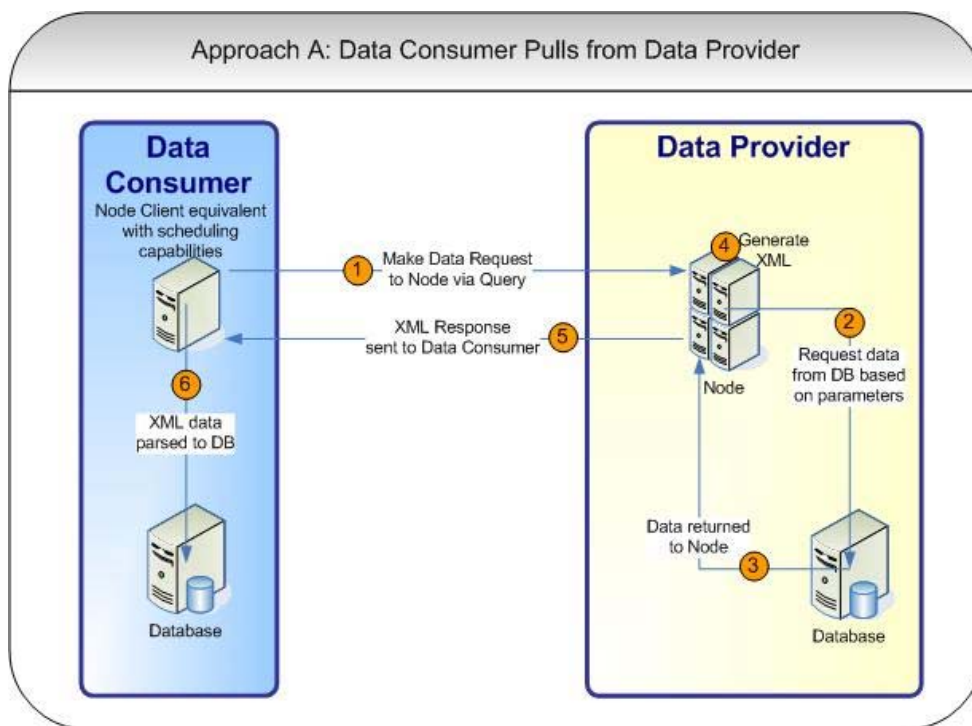 Approach A: Data Consumer Pulls from Data Provider
Data
Consumer
Node Client equivalent
with scheduling
capabilities
Data Provider
4
Generate
XML
1
Make Data Request
to Node via Query
2
Request data
from DB based
on parameters
XML Response
sent to Data Consumer
5
Node
6
XML data
parsed to DB
Data returned
to Node
3
Database
Database